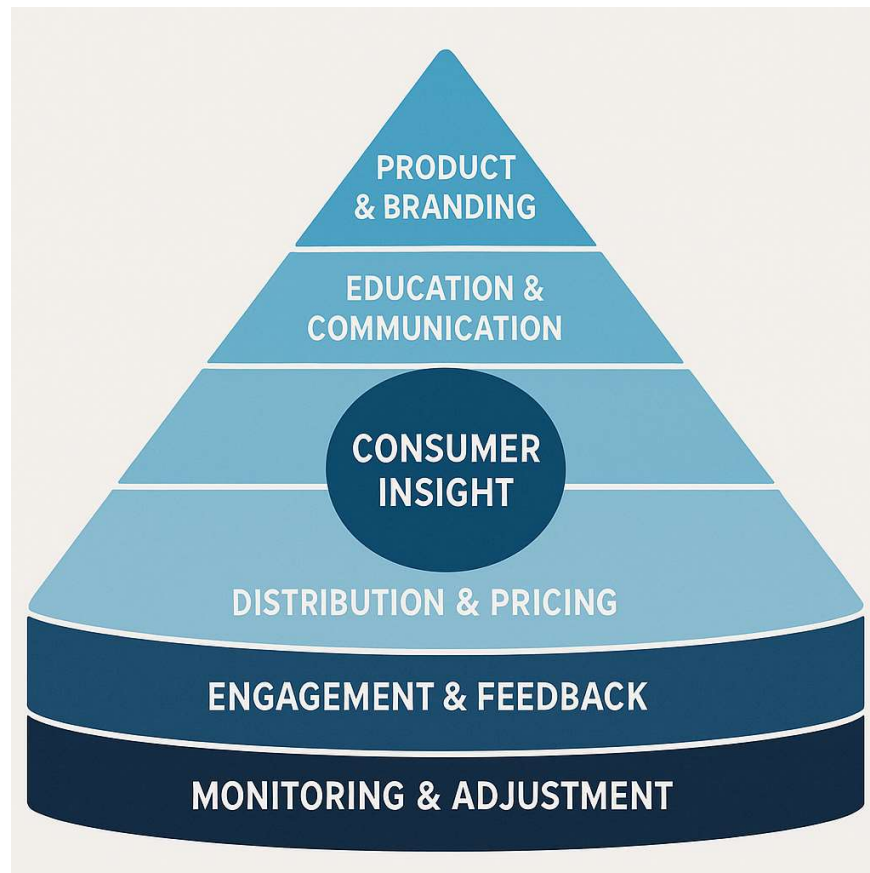 PRODUCT
& BRANDING
EDUCATION &
COMMUNICATION
CONSUMER
INSIGHT
DISTRIBUTION & PRICING
ENGAGEMENT & FEEDBACK
MONITORING & ADJUSTMENT